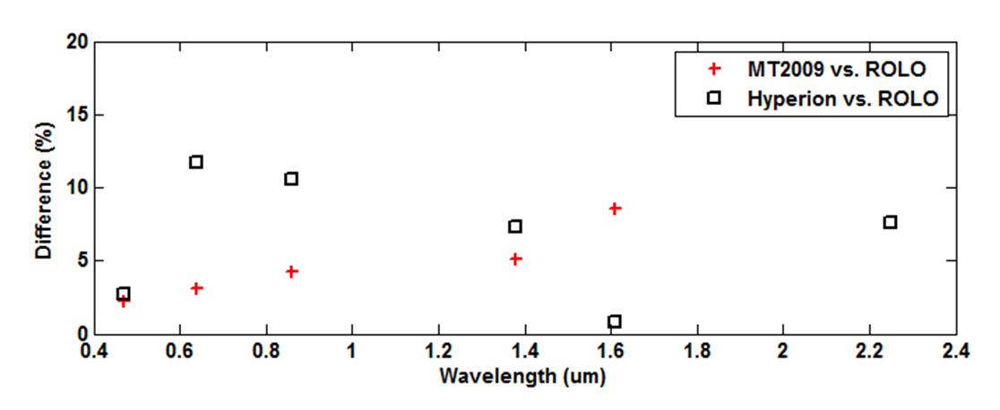 20
15
10
5
0
Difference (%)
MT2009 vs. ROLO
Hyperion vs. ROLO
0.4 0.6 0.8 1 1.2 1.4 1.6 1.8 2 2.2 2.4
Wavelength (um)